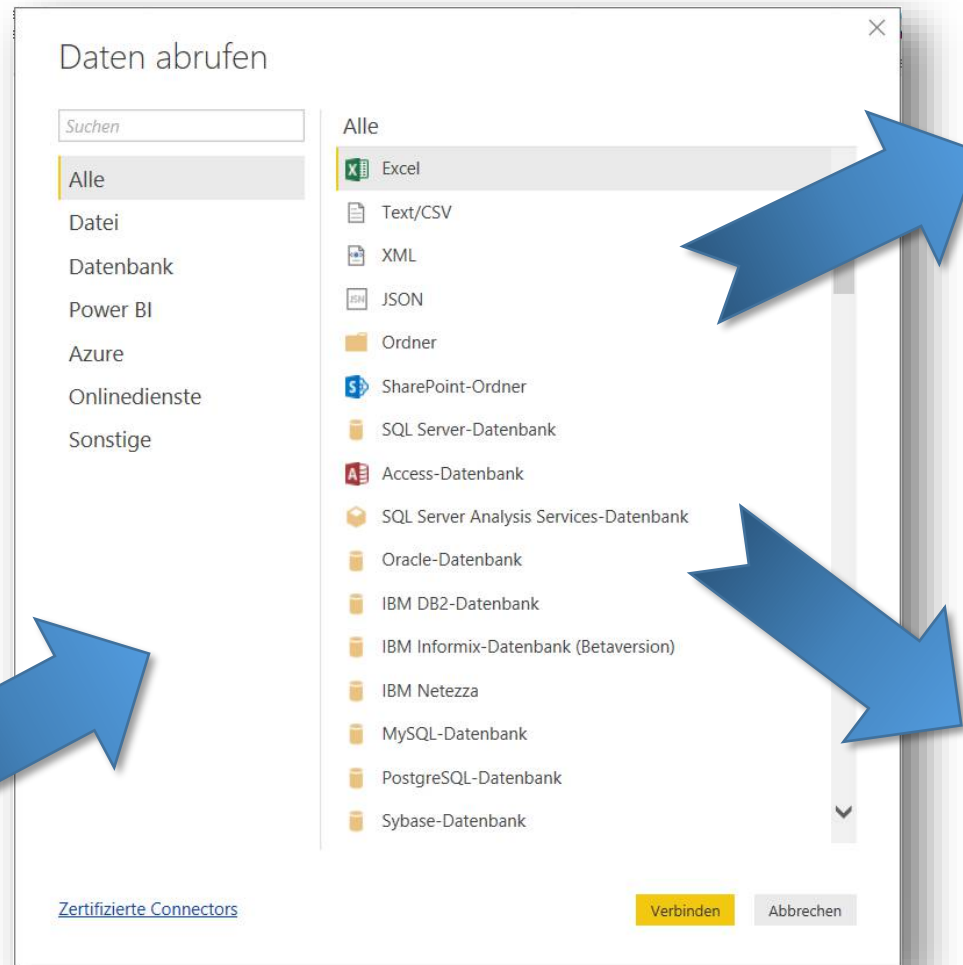 Daten abrufen
Suchen
Alle
Datei
Datenbank
Power BI
Azure
Onlinedienste
Sonstige
Alle
Excel
Text/CSV
XML
JSON
Ordner
SharePoint-Ordner
SQL Server-Datenbank
Access-Datenbank
SQL Server Analysis Services-Datenbank
Oracle-Datenbank
IBM DB2-Datenbank
IBM Informix-Datenbank (Betaversion)
IBM Netezza
MySQL-Datenbank
PostgreSQL-Datenbank
Sybase-Datenbank
Zertifizierte Connectors
Verbinden
Abbrechen